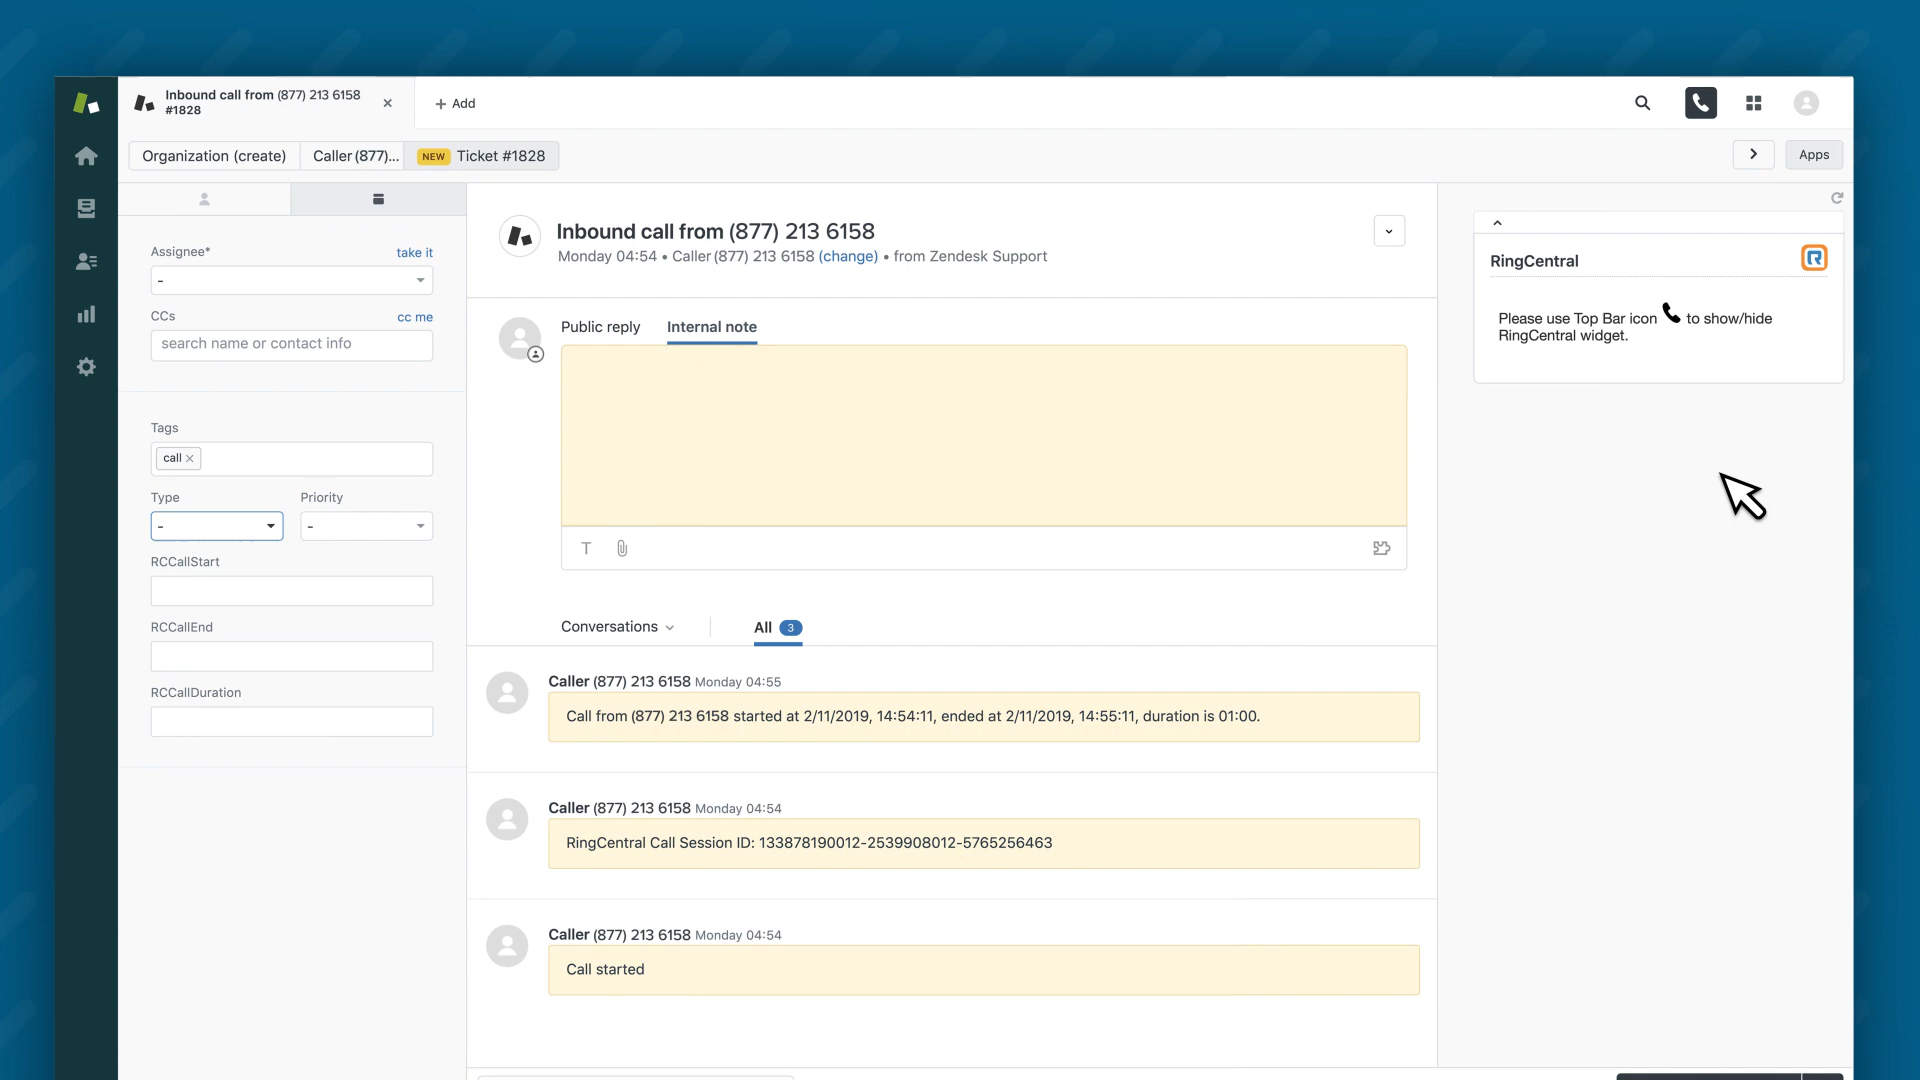 Inbound call from (877) 213 6158
#1828
+ Add
Organization (create)
Caller (877)...
NEW Ticket #1828
Apps
Assignee*
take it
-
CCs
cc me
search name or contact info
Tags
call
Type
Priority
-
-
RCCallStart
RCCallEnd
RCCallDuration
Inbound call from (877) 213 6158
Monday 04:54 • Caller (877) 213 6158 (change) • from Zendesk Support
Public reply
Internal note
T
Conversations
All 3
Caller (877) 213 6158 Monday 04:55
Call from (877) 213 6158 started at 2/11/2019, 14:54:11, ended at 2/11/2019, 14:55:11, duration is 01:00.
Caller (877) 213 6158 Monday 04:54
RingCentral Call Session ID: 133878190012-2539908012-5765256463
Caller (877) 213 6158 Monday 04:54
Call started
RingCentral
R
Please use Top Bar icon to show/hide
RingCentral widget.